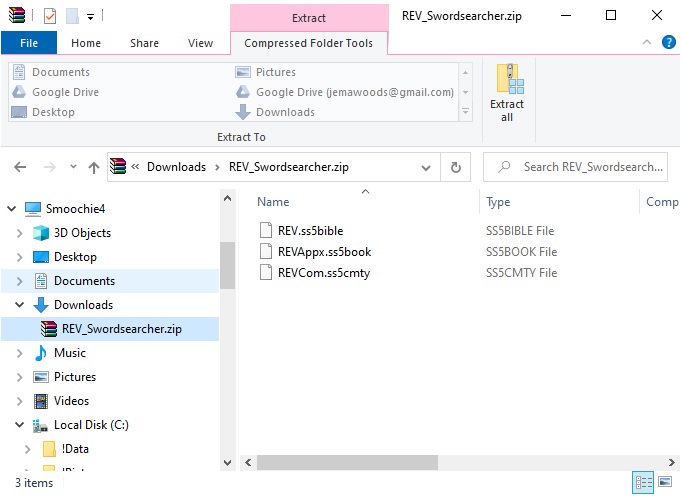 Extract
REV_Swordsearcher.zip
File
Home
Share
View
Compressed Folder Tools
Documents
Pictures
Google Drive
Google Drive (jemawoods@gmail.com)
Desktop
Downloads
Extract To
Extract
all
Downloads
REV_Swordsearcher.zip
Search REV_Swordsearch...
Smoochie4
3D Objects
Desktop
Documents
Downloads
REV_Swordsearcher.zip
Music
Pictures
Videos
Local Disk (C:)
!Data
Name
Type
Comp
REV.ss5bible
SS5BIBLE File
REVAppx.ss5book
SS5BOOK File
REVCom.ss5cmty
SS5CMTY File
3 items